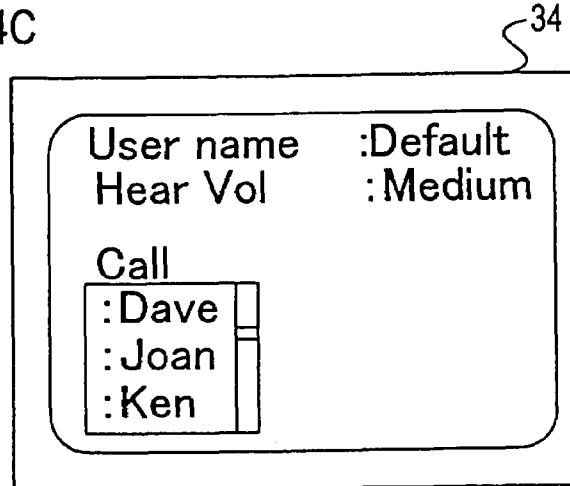 4C
34
User name :Default
Hear Vol :Medium
Call
:Dave
:Joan
:Ken